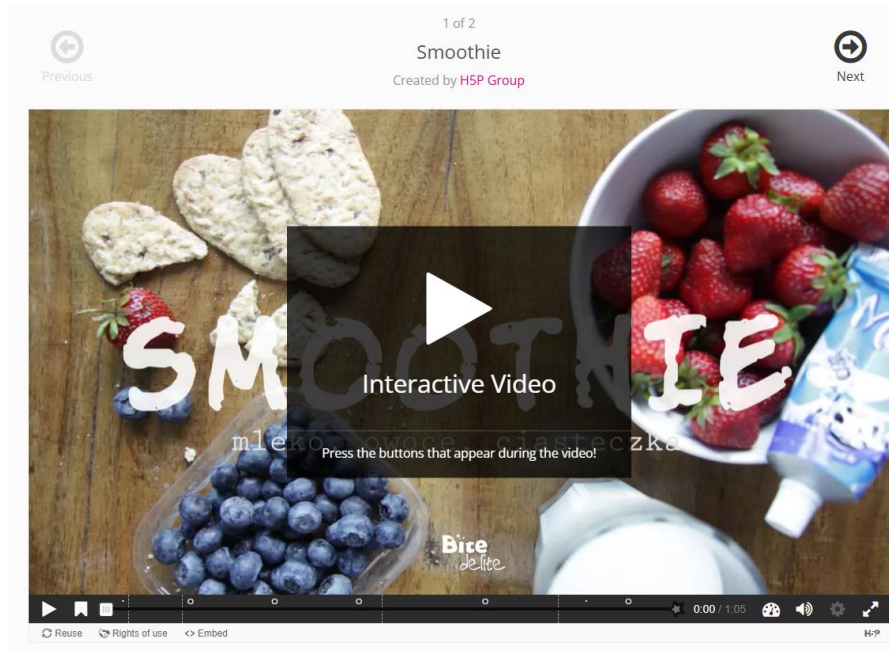 1 of 2
Smoothie
Previous
Created by H5P Group
Next
SMOOTHIE
Interactive Video
mleko, owoce, ciasteczka
Press the buttons that appear during the video!
Bite
delite
0:00 / 1:05
Reuse
Rights of use
<> Embed
H5P